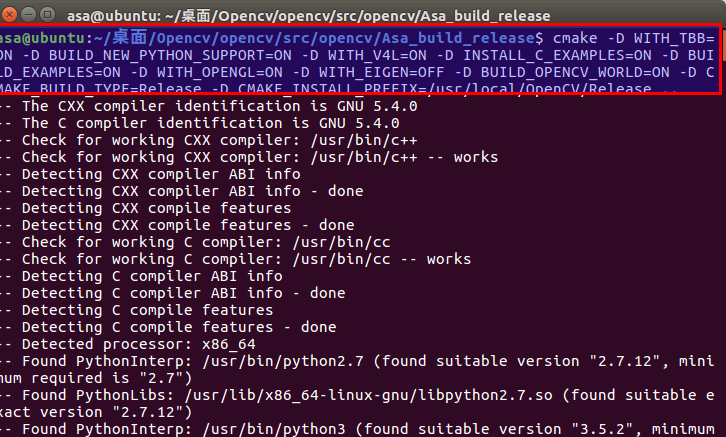 asa@ubuntu: ~/桌面/Opencv/opencv/src/opencv/Asa_build_release
asa@ubuntu:~/桌面/Opencv/opencv/src/opencv/Asa_build_release$ cmake -D WITH_TBB=
ON -D BUILD_NEW_PYTHON_SUPPORT=ON -D WITH_V4L=ON -D INSTALL_C_EXAMPLES=ON -D BUI
LD_EXAMPLES=ON -D WITH_OPENGL=ON -D WITH_EIGEN=OFF -D BUILD_OPENCV_WORLD=ON -D C
MAKE_BUILD_TYPE=Release -D CMAKE_INSTALL_PREFIX=/usr/local/OpenCV/Release ..
-- The CXX compiler identification is GNU 5.4.0
-- The C compiler identification is GNU 5.4.0
-- Check for working CXX compiler: /usr/bin/c++
-- Check for working CXX compiler: /usr/bin/c++ -- works
-- Detecting CXX compiler ABI info
-- Detecting CXX compiler ABI info - done
-- Detecting CXX compile features
-- Detecting CXX compile features - done
-- Check for working C compiler: /usr/bin/cc
-- Check for working C compiler: /usr/bin/cc -- works
-- Detecting C compiler ABI info
-- Detecting C compiler ABI info - done
-- Detecting C compile features
-- Detecting C compile features - done
-- Detected processor: x86_64
-- Found PythonInterp: /usr/bin/python2.7 (found suitable version "2.7.12", mini
mum required is "2.7")
-- Found PythonLibs: /usr/lib/x86_64-linux-gnu/libpython2.7.so (found suitable e
xact version "2.7.12")
-- Found PythonInterp: /usr/bin/python3 (found suitable version "3.5.2", minimum